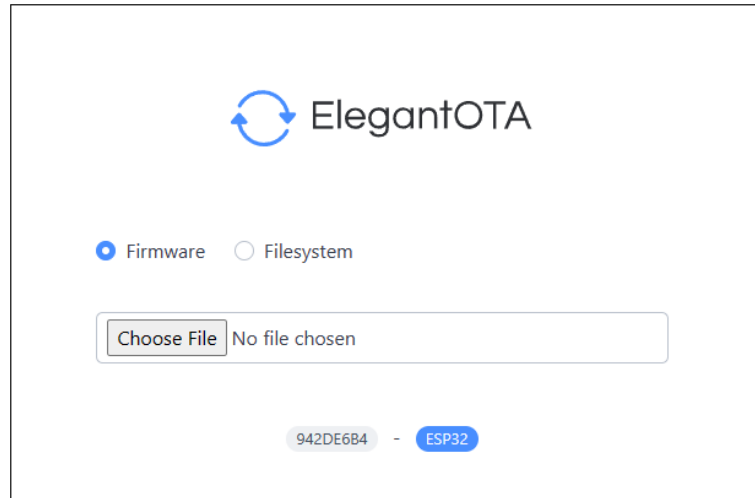 ElegantOTA
Firmware Filesystem
Choose File No file chosen
942DE6B4 - ESP32